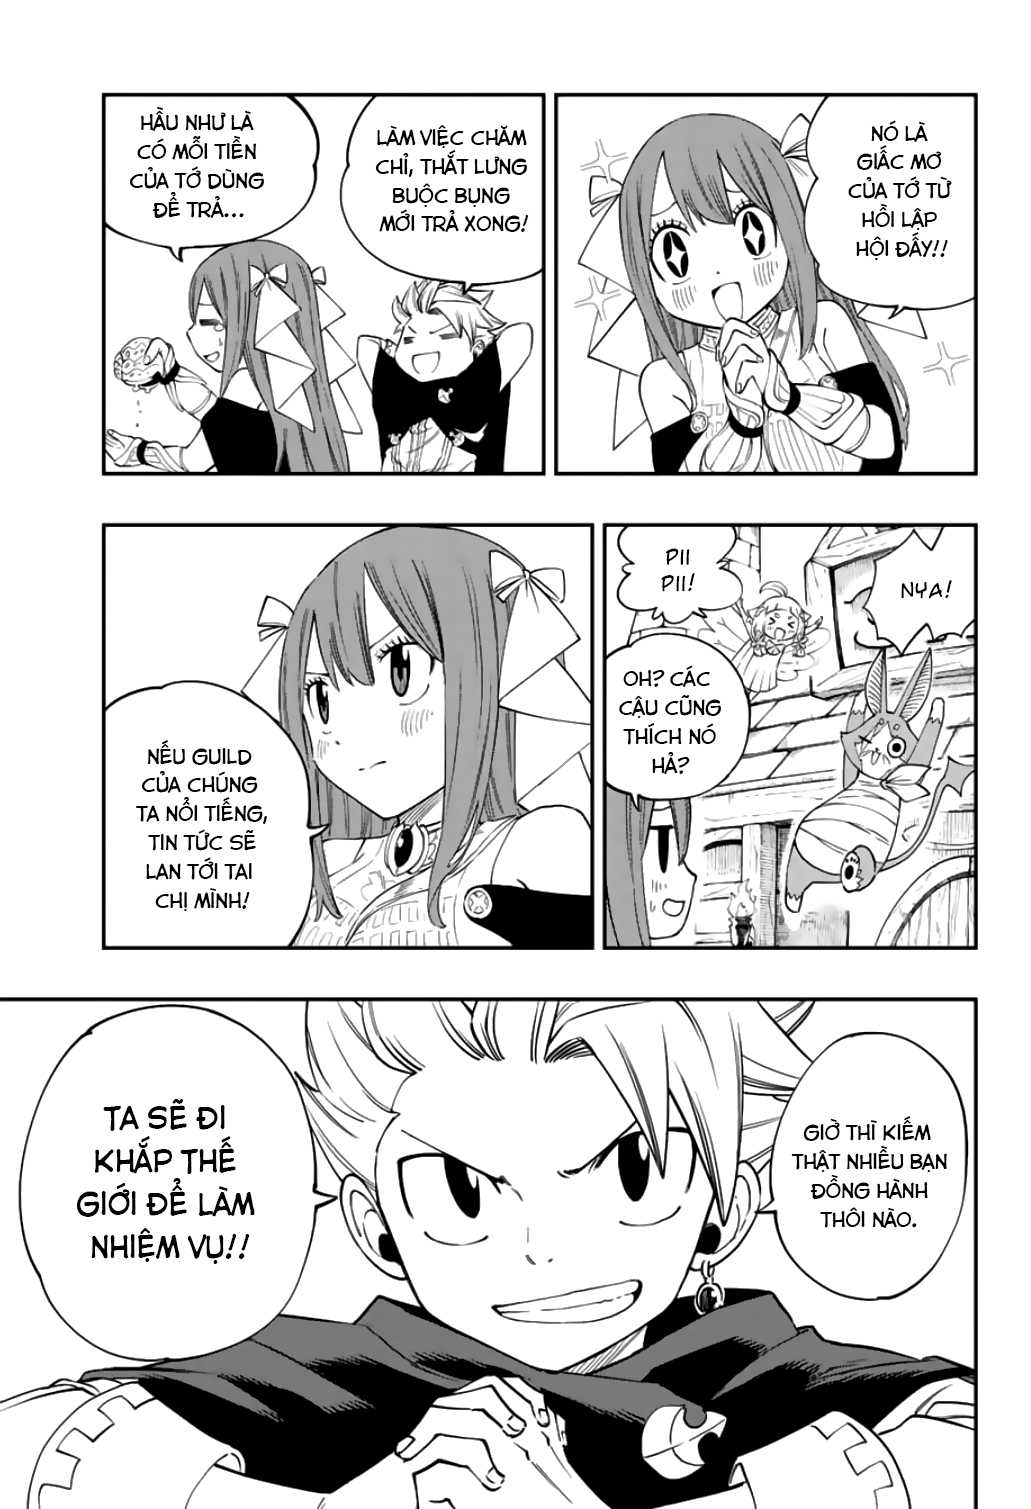 NÓ LÀ
GIẤC MƠ
CỦA TỚ TỪ
HỒI LẬP
HỘI ĐẤY!!
LÀM VIỆC CHĂM
CHỈ, THẮT LƯNG
BUỘC BỤNG
MỚI TRẢ XONG!
HẦU NHƯ LÀ
CÓ MỖI TIỀN
CỦA TỚ DÙNG
ĐỂ TRẢ...
NYA!
PII
PII!
OH? CÁC
CẬU CŨNG
THÍCH NÓ
HẢ?
NẾU GUILD
CỦA CHÚNG
TA NỔI TIẾNG,
TIN TỨC SẼ
LAN TỚI TAI
CHỊ MÌNH!
GIỜ THÌ KIẾM
THẬT NHIỀU BẠN
ĐỒNG HÀNH
THÔI NÀO.
TA SẼ ĐI
KHẮP THẾ
GIỚI ĐỂ LÀM
NHIỆM VỤ!!